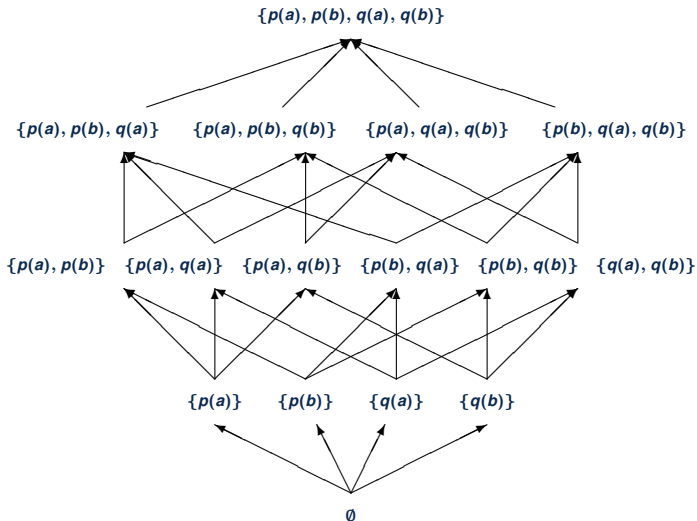 {p(a), p(b), q(a), q(b)}
{p(a), p(b), q(a)} {p(a), p(b), q(b)} {p(a), q(a), q(b)} {p(b), q(a), q(b)}
{p(a), p(b)} {p(a), q(a)} {p(a), q(b)} {p(b), q(a)} {p(b), q(b)} {q(a), q(b)}
{p(a)} {p(b)} {q(a)} {q(b)}
∅